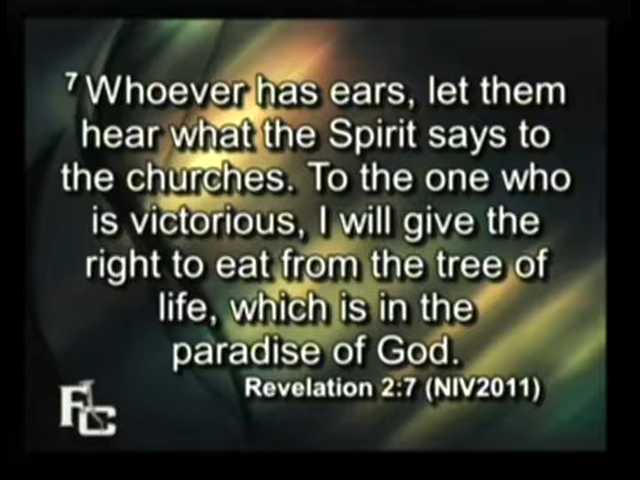 7 Whoever has ears, let them
hear what the Spirit says to
the churches. To the one who
is victorious, I will give the
right to eat from the tree of
life, which is in the
paradise of God.
Revelation 2:7 (NIV2011)
FLC